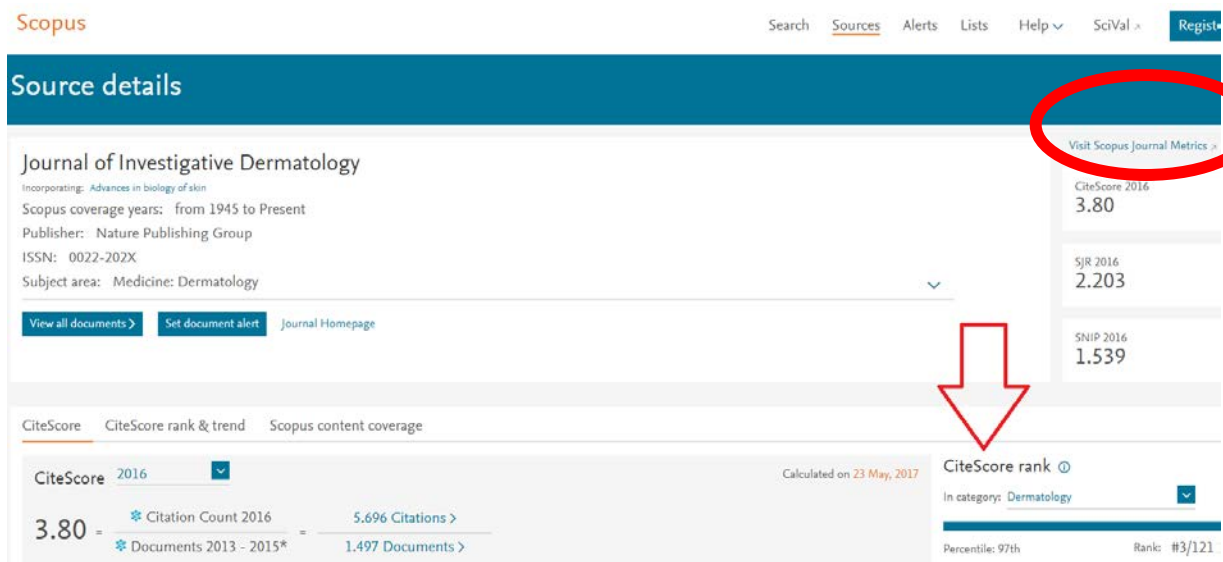 Scopus
Search Sources Alerts Lists Help SciVal
Source details
Visit Scopus Journal Metrics
Journal of Investigative Dermatology
Incorporating: Advances in biology of skin
Scopus coverage years: from 1945 to Present
Publisher: Nature Publishing Group
ISSN: 0022-202X
Subject area: Medicine: Dermatology
View all documents > Set document alert Journal Homepage
CiteScore 2016
3.80
SJR 2016
2.203
SNIP 2016
1.539
CiteScore CiteScore rank & trend Scopus content coverage
CiteScore 2016
Calculated on 23 May, 2017
3.80 = Citation Count 2016 = 5.696 Citations >
Documents 2013 - 2015* 1.497 Documents >
CiteScore rank
In category: Dermatology
Percentile: 97th Rank: #3/121